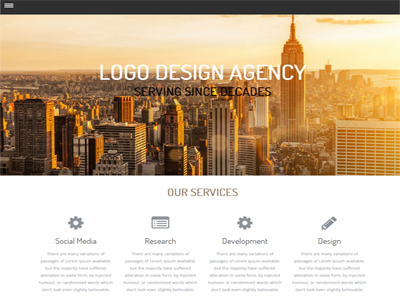 LOGO DESIGN AGENCY
SERVING SINCE DECADES
OUR SERVICES
Social Media
Research
Development
Design
There are many variations of
passages of Lorem Ipsum available,
but the majority have suffered
alteration in some form, by injected
humour, or randomised words which
don't look even slightly believable.
There are many variations of
passages of Lorem Ipsum available,
but the majority have suffered
alteration in some form, by injected
humour, or randomised words which
don't look even slightly believable.
There are many variations of
passages of Lorem Ipsum available,
but the majority have suffered
alteration in some form, by injected
humour, or randomised words which
don't look even slightly believable.
There are many variations of
passages of Lorem Ipsum available,
but the majority have suffered
alteration in some form, by injected
humour, or randomised words which
don't look even slightly believable.